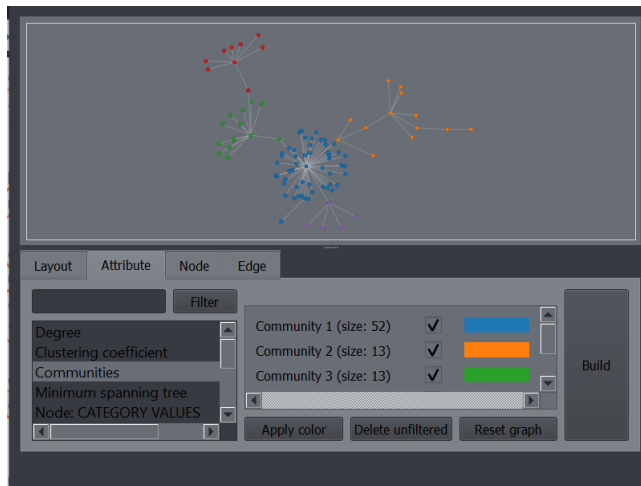 Layout Attribute Node Edge
Filter
Degree
Clustering coefficient
Communities
Minimum spanning tree
Node: CATEGORY VALUES
Community 1 (size: 52)
Community 2 (size: 13)
Community 3 (size: 13)
Apply color Delete unfiltered Reset graph
Build